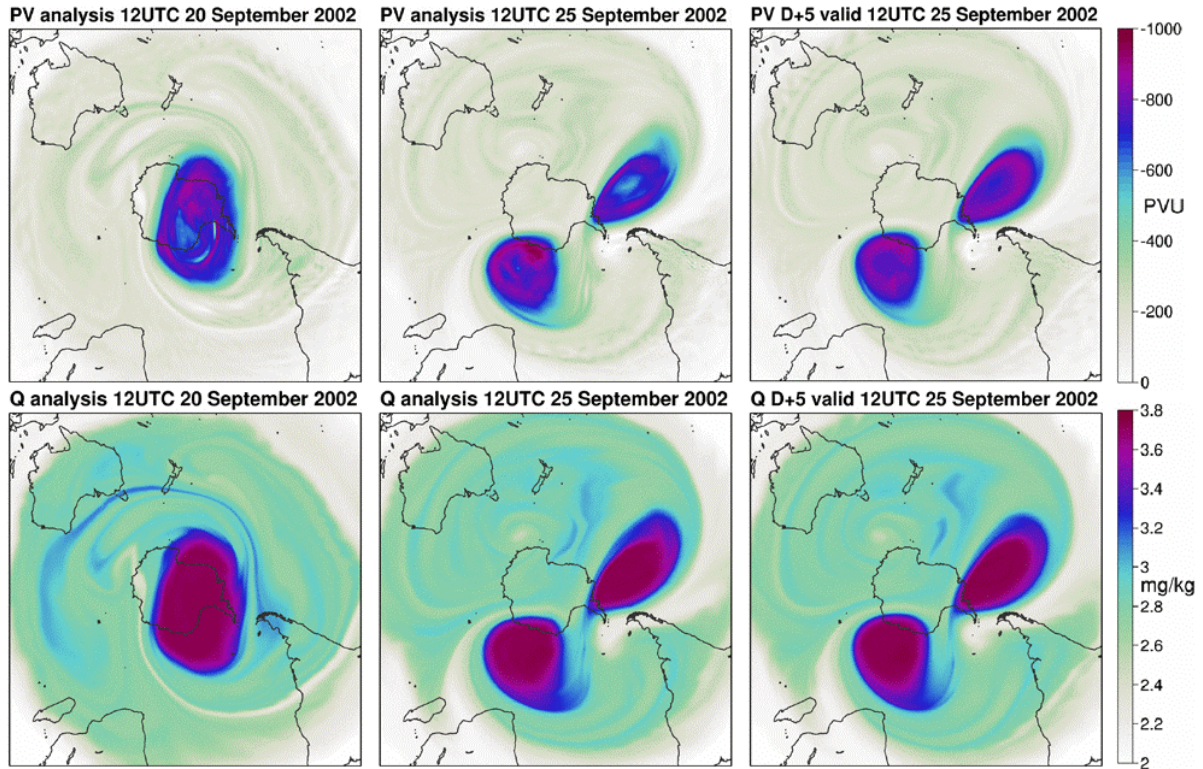 PV analysis 12UTC 20 September 2002
PV analysis 12UTC 25 September 2002
PV D+5 valid 12UTC 25 September 2002
-1000
-800
-600
PVU
-400
-200
0
Q analysis 12UTC 20 September 2002
Q analysis 12UTC 25 September 2002
Q D+5 valid 12UTC 25 September 2002
3.8
3.6
3.4
3.2
3
mg/kg
2.8
2.6
2.4
2.2
2